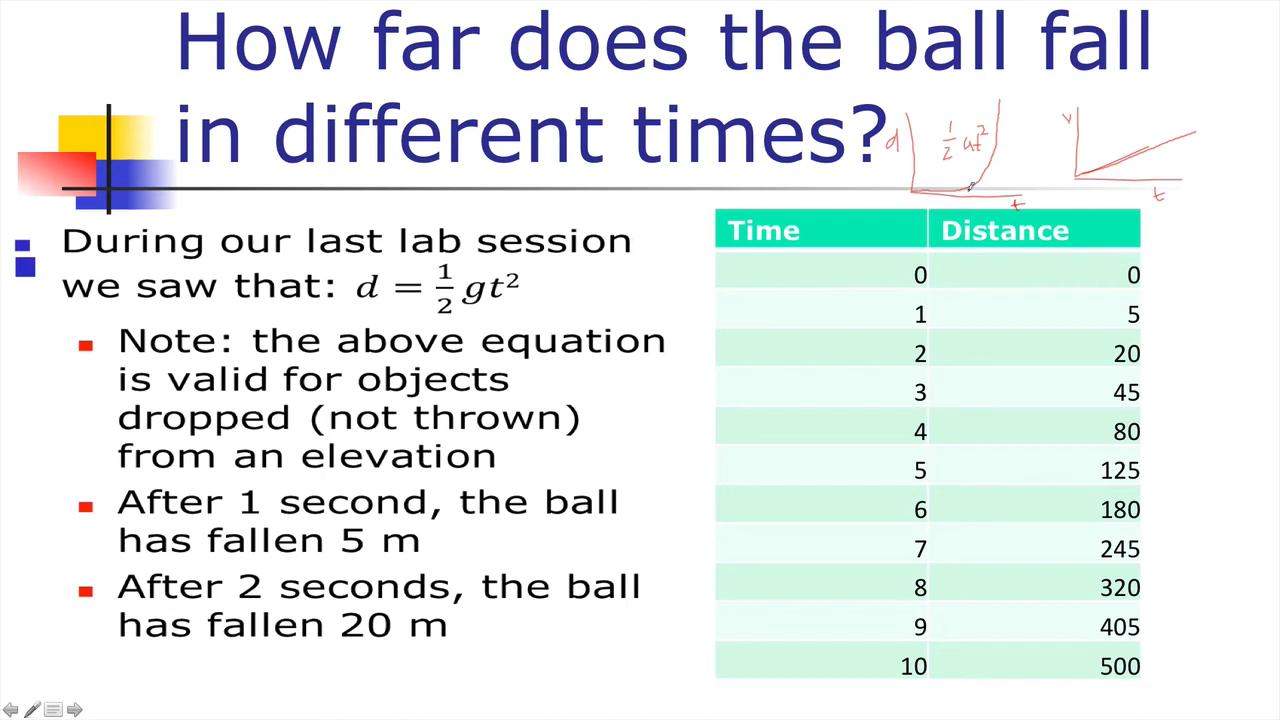 How far does the ball fall
in different times?
d
1/2 at²
t
v
t
During our last lab session
we saw that: d = 1/2 gt²
Note: the above equation
is valid for objects
dropped (not thrown)
from an elevation
After 1 second, the ball
has fallen 5 m
After 2 seconds, the ball
has fallen 20 m
Time Distance
0 0
1 5
2 20
3 45
4 80
5 125
6 180
7 245
8 320
9 405
10 500